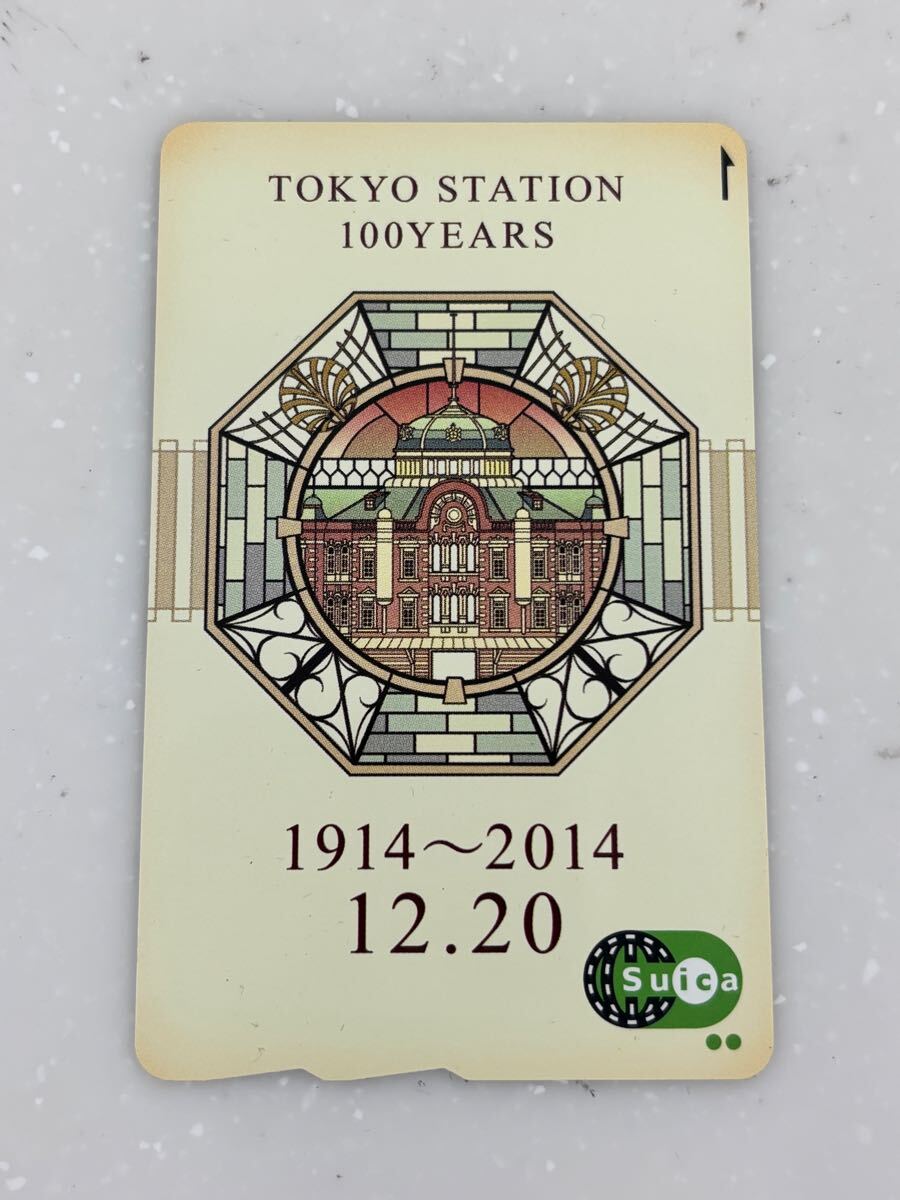 TOKYO STATION
100YEARS
1914～2014
12.20
Suica